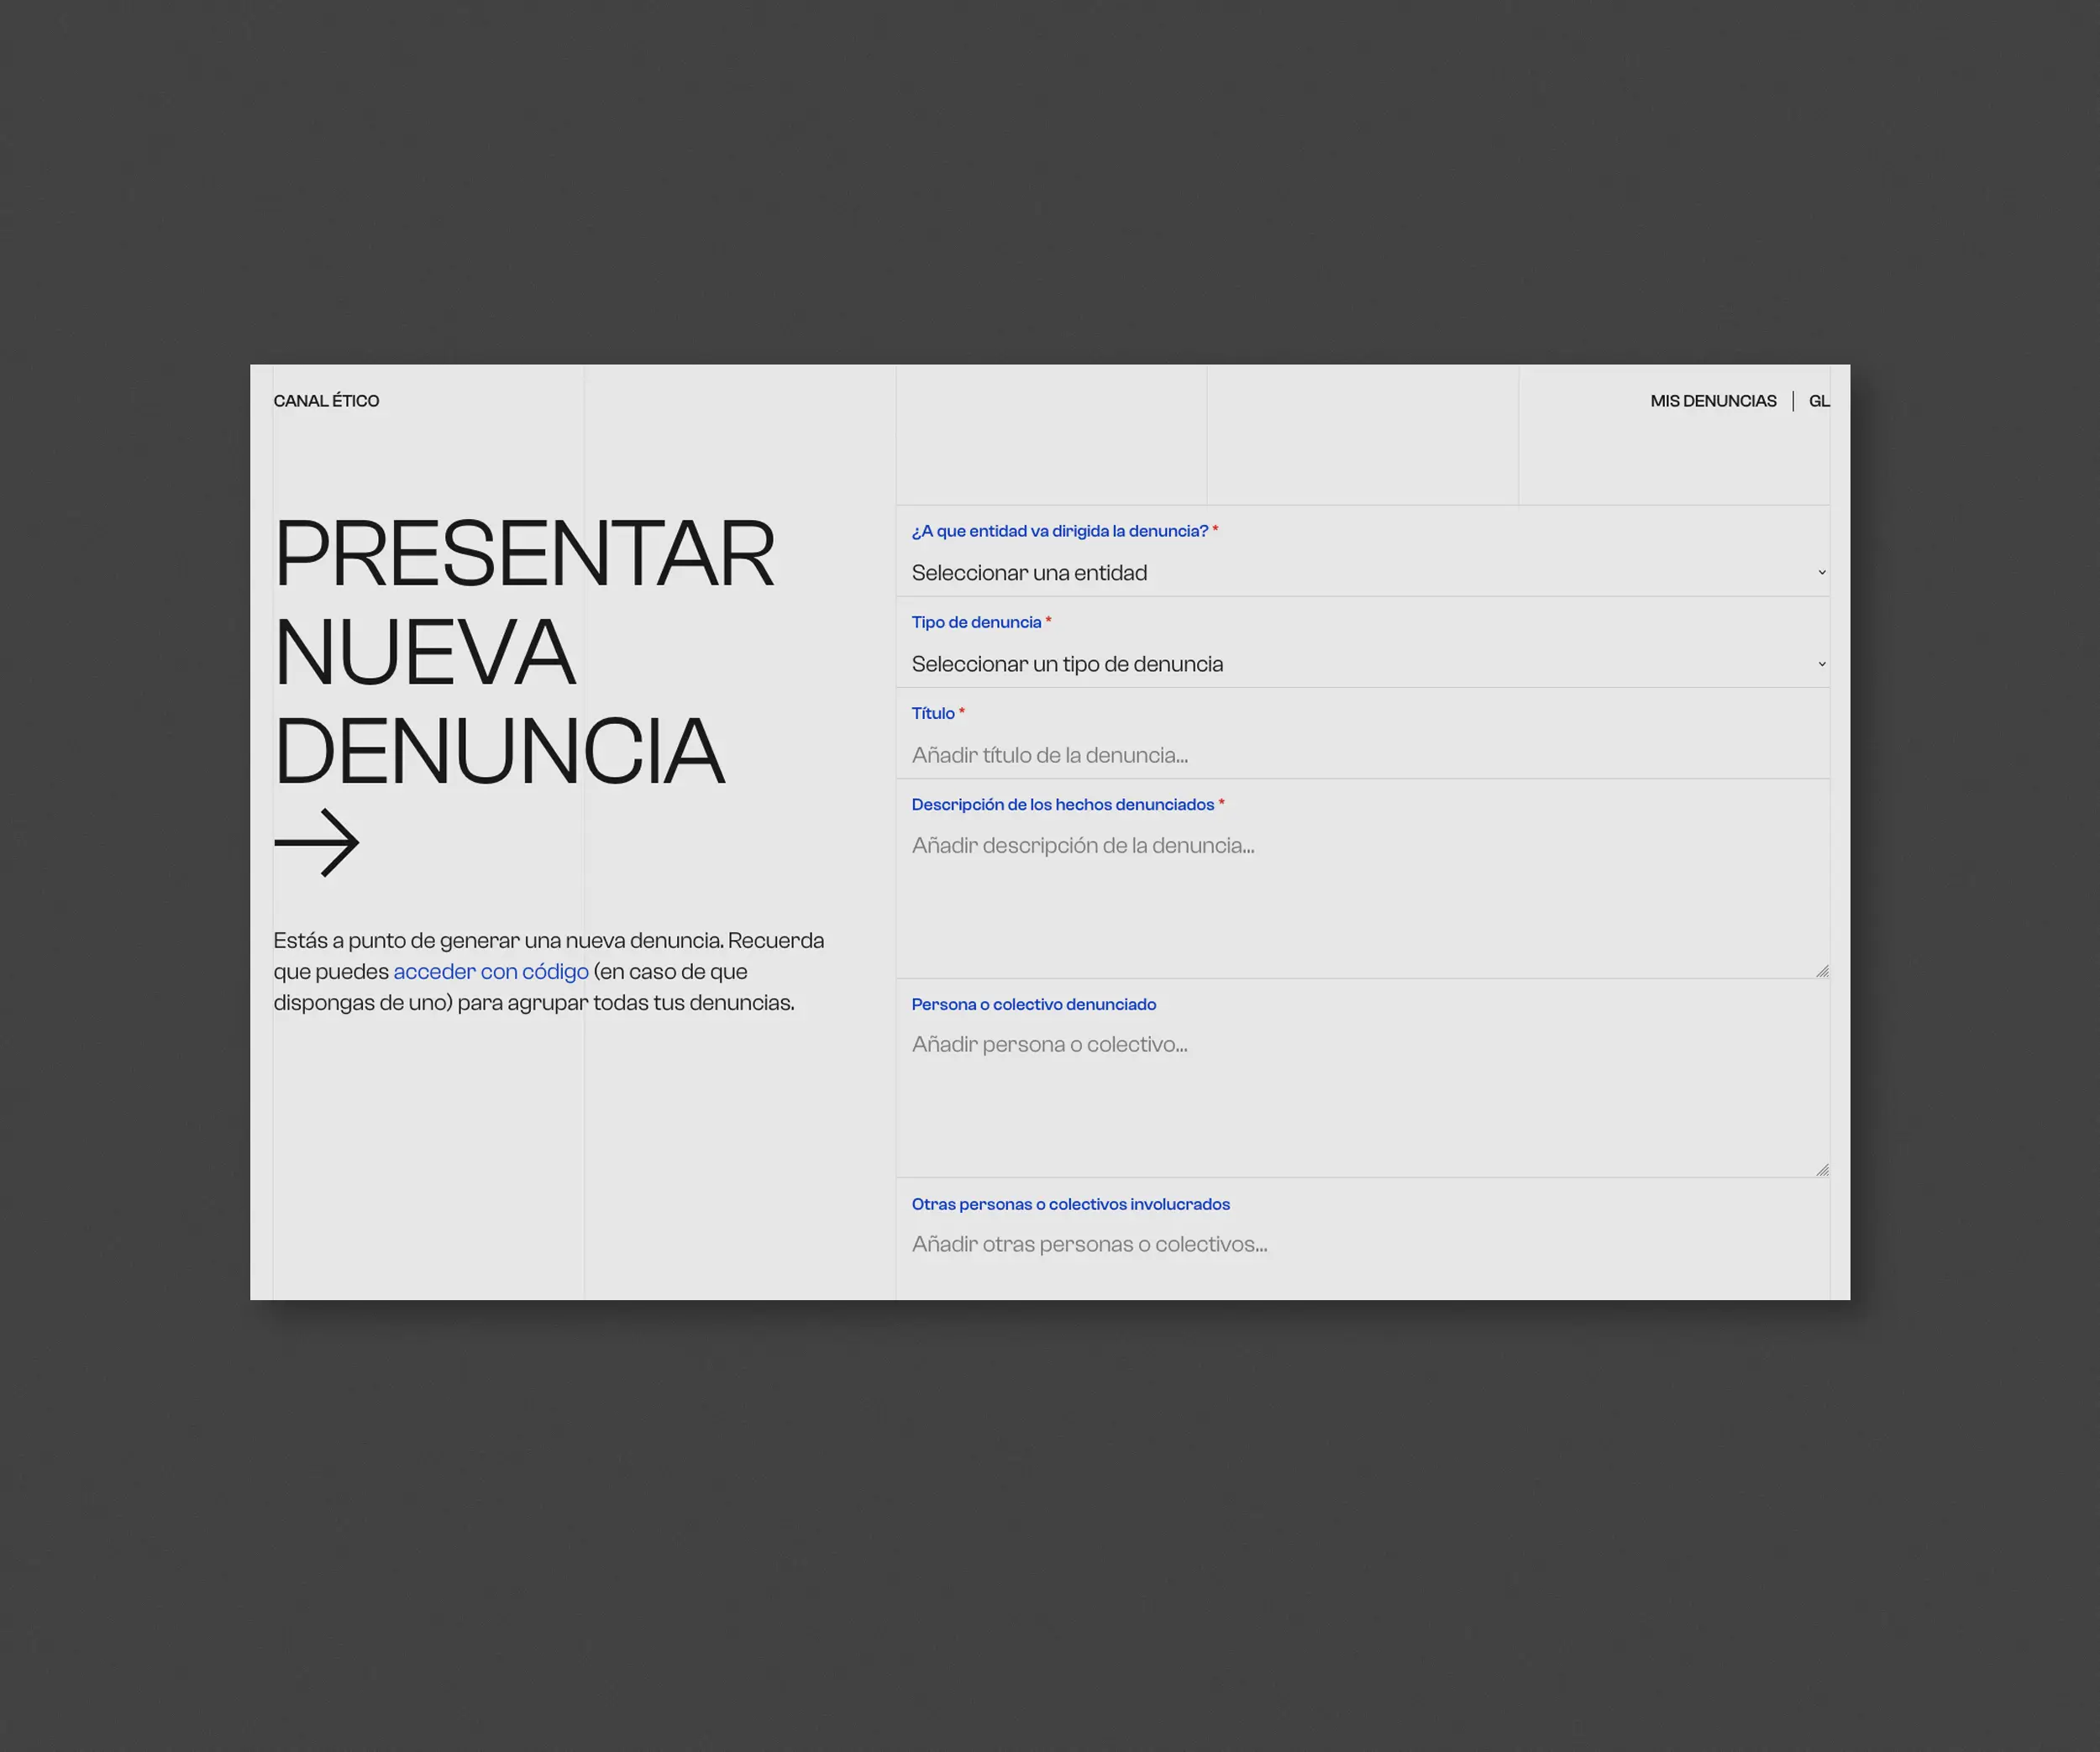 CANAL ÉTICO
MIS DENUNCIAS | GL
PRESENTAR
NUEVA
DENUNCIA
Estás a punto de generar una nueva denuncia. Recuerda
que puedes acceder con código (en caso de que
dispongas de uno) para agrupar todas tus denuncias.
¿A que entidad va dirigida la denuncia? *
Seleccionar una entidad
Tipo de denuncia *
Seleccionar un tipo de denuncia
Título *
Añadir título de la denuncia...
Descripción de los hechos denunciados *
Añadir descripción de la denuncia...
Persona o colectivo denunciado
Añadir persona o colectivo...
Otras personas o colectivos involucrados
Añadir otras personas o colectivos...